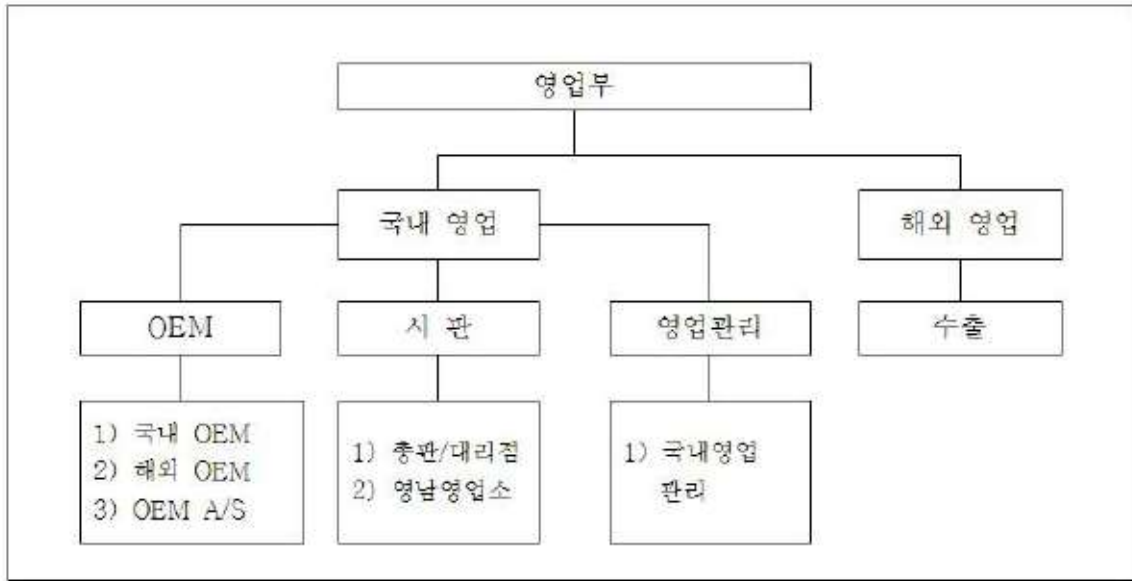 영업부
국내 영업
해외 영업
OEM
시 판
영업관리
수출
1) 국내 OEM
2) 해외 OEM
3) OEM A/S
1) 총판/대리점
2) 영남영업소
1) 국내영업
관리